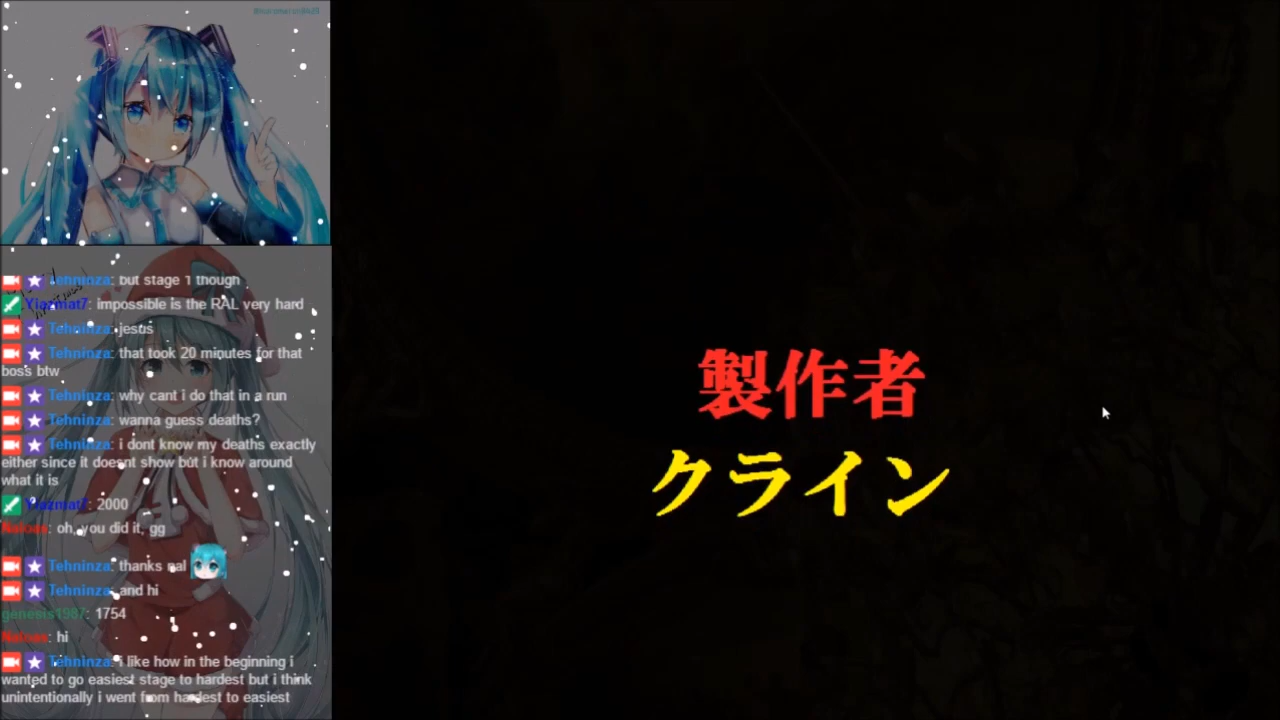 Tehninza: but stage 1 though
Yiazmat7: impossible is the RAL very hard
Tehninza: jesus
Tehninza: that took 20 minutes for that
boss btw
Tehninza: why cant i do that in a run
Tehninza: wanna guess deaths?
Tehninza: i dont know my deaths exactly
either since it doesnt show but i know around
what it is
Yiazmat7: 2000
oh, you did it, gg
Tehninza: thanks nal
Tehninza: and hi
genesis1987: 1754
hi
Tehninza: i like how in the beginning i
wanted to go easiest stage to hardest but i think
unintentionally i went from hardest to easiest
製作者
クライン